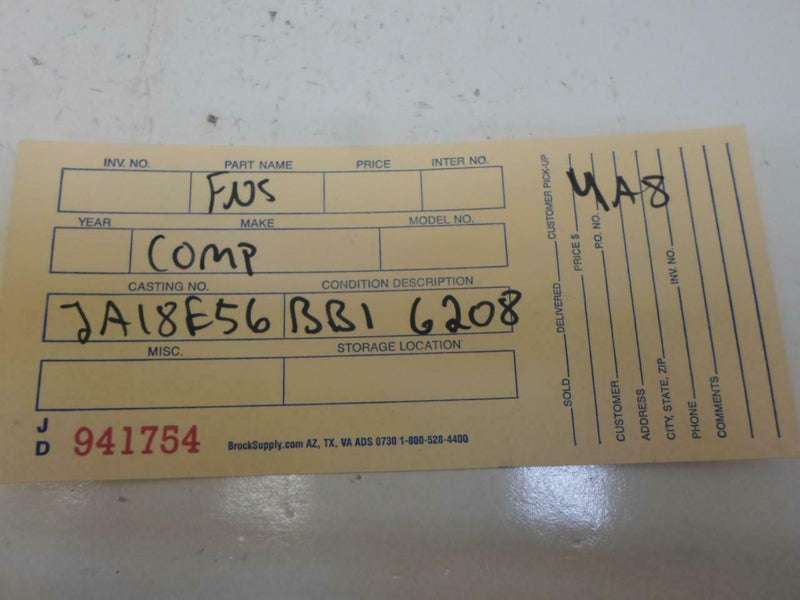 INV. NO. PART NAME PRICE INTER NO.
FNS
YEAR MAKE MODEL NO.
COMP
CASTING NO. CONDITION DESCRIPTION
JA18E56 BB1 6208
MISC. STORAGE LOCATION
J D 941754 BrockSupply.com AZ, TX, VA ADS 0730 1-800-528-4400
MA8
SOLD DELIVERED CUSTOMER PICK-UP
PRICE $
P.O. NO.
CUSTOMER
ADDRESS
CITY, STATE, ZIP INV. NO.
PHONE
COMMENTS